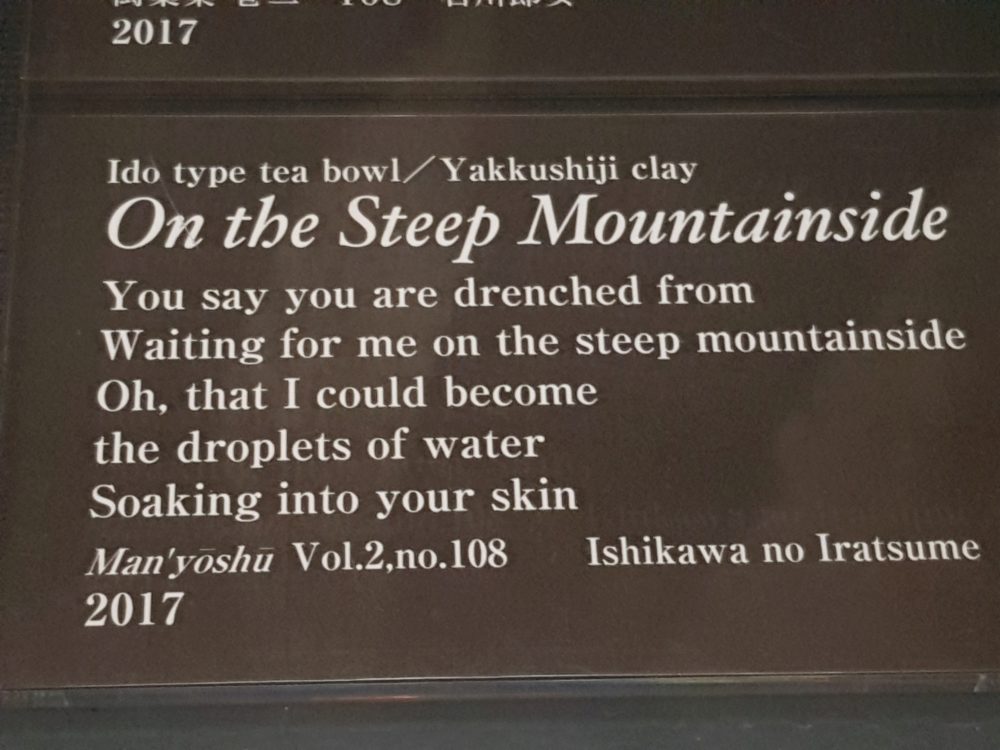 108
2017
Ido type tea bowl／Yakkushiji clay
On the Steep Mountainside
You say you are drenched from
Waiting for me on the steep mountainside
Oh, that I could become
the droplets of water
Soaking into your skin
Man'yōshū Vol.2,no.108 Ishikawa no Iratsume
2017